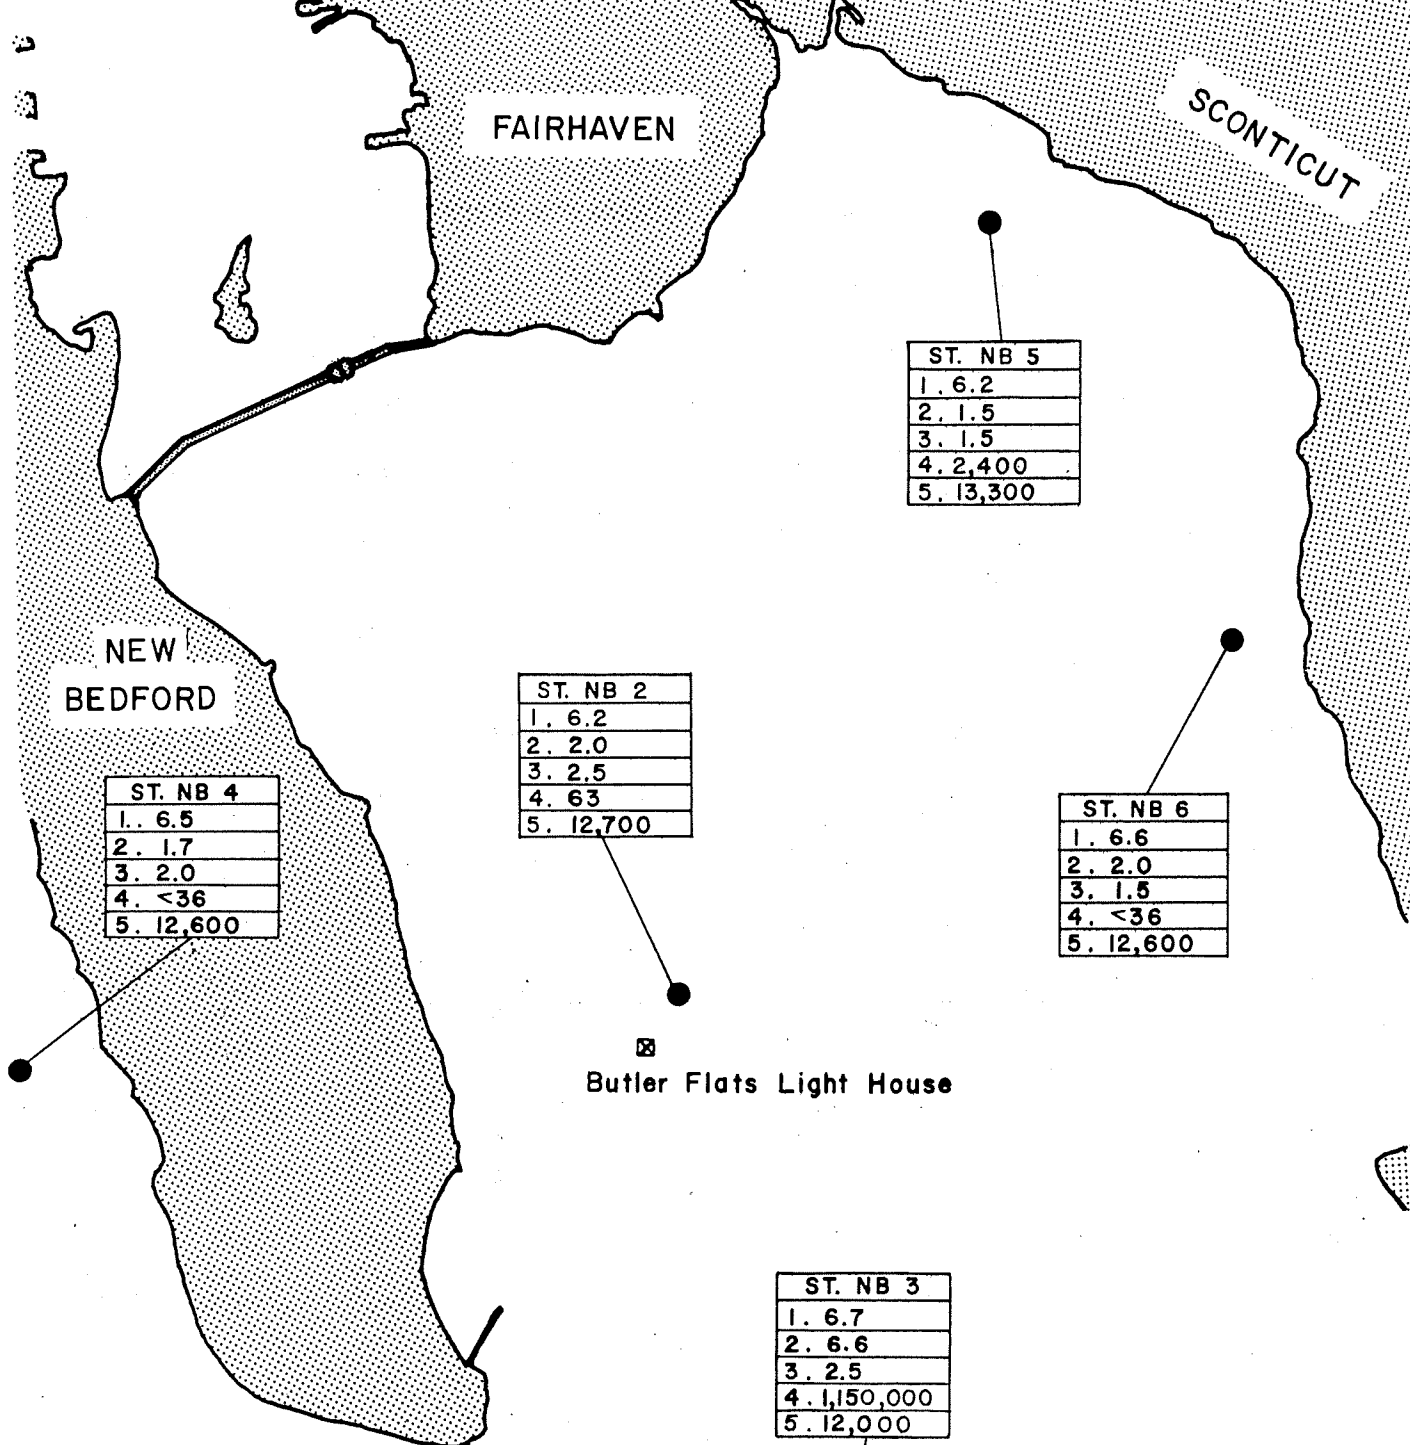 FAIRHAVEN
SCONTICUT
ST. NB 5
1. 6.2
2. 1.5
3. 1.5
4. 2,400
5. 13,300
NEW
BEDFORD
ST. NB 2
1. 6.2
2. 2.0
3. 2.5
4. 63
5. 12,700
ST. NB 4
1.. 6.5
2. 1.7
3. 2.0
4. <36
5. 12,600
ST. NB 6
1. 6.6
2. 2.0
3. 1.5
4. <36
5. 12,600
Butler Flats Light House
ST. NB 3
1. 6.7
2. 6.6
3. 2.5
4. 1,150,000
5. 12,000